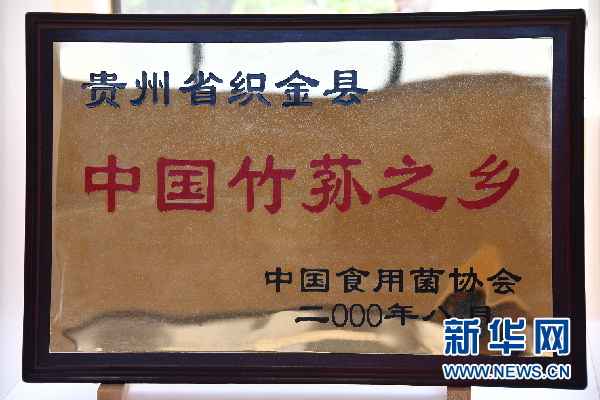 贵州省织金县
中国竹荪之乡
中国食用菌协会
二000年八月
新华网
WWW.NEWS.CN